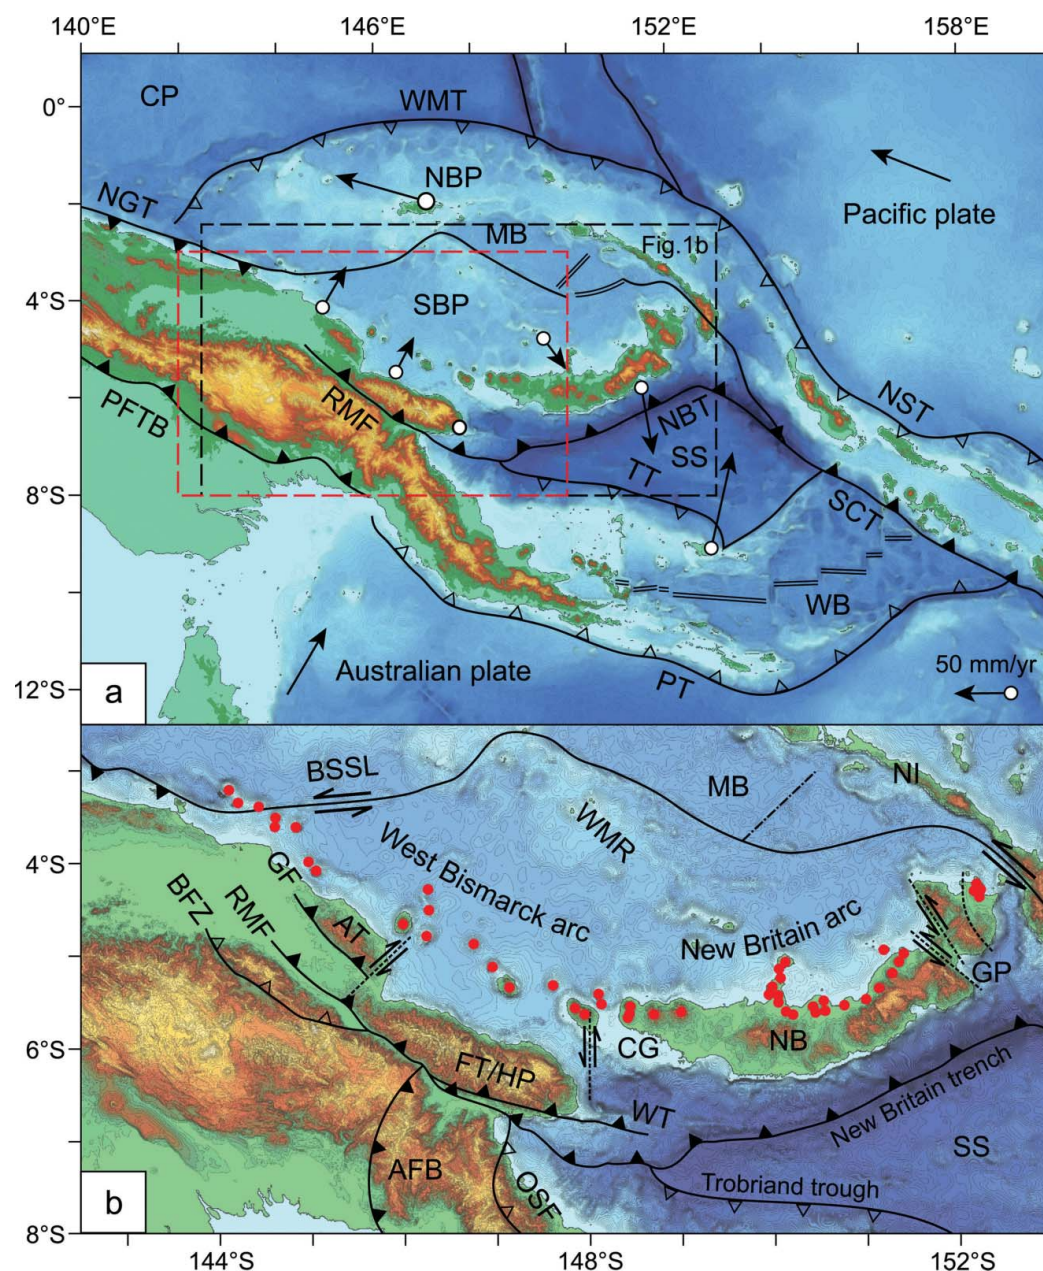 140°E 146°E 152°E 158°E
0°
4°S
8°S
12°S
CP
WMT
NGT
NBP
MB
Fig.1b
Pacific plate
SBP
PFTB
RMF
NBT
TT
SS
NST
SCT
WB
Australian plate
PT
50 mm/yr
a
BSSL
MB
NI
WMR
4°S
6°S
8°S
GF
West Bismarck arc
BFZ
RMF
AT
New Britain arc
GP
CG
NB
FT/HP
WT
New Britain trench
SS
AFB
OSF
Trobriand trough
b
144°S 148°S 152°S